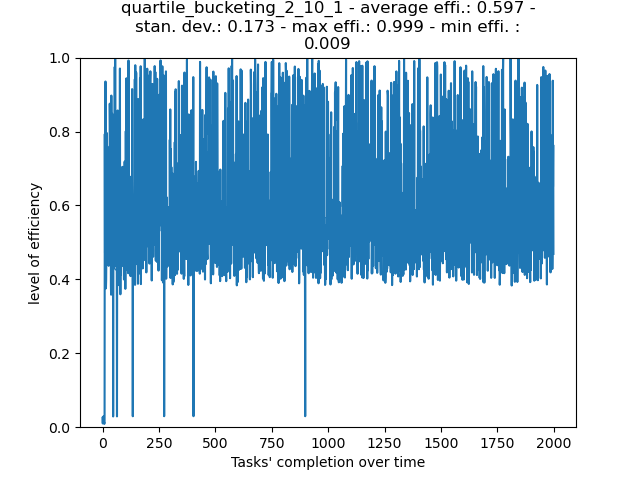 quartile_bucketing_2_10_1 - average effi.: 0.597 -
stan. dev.: 0.173 - max effi.: 0.999 - min effi. :
0.009
1.0
0.8
0.6
0.4
0.2
0.0
level of efficiency
0 250 500 750 1000 1250 1500 1750 2000
Tasks' completion over time